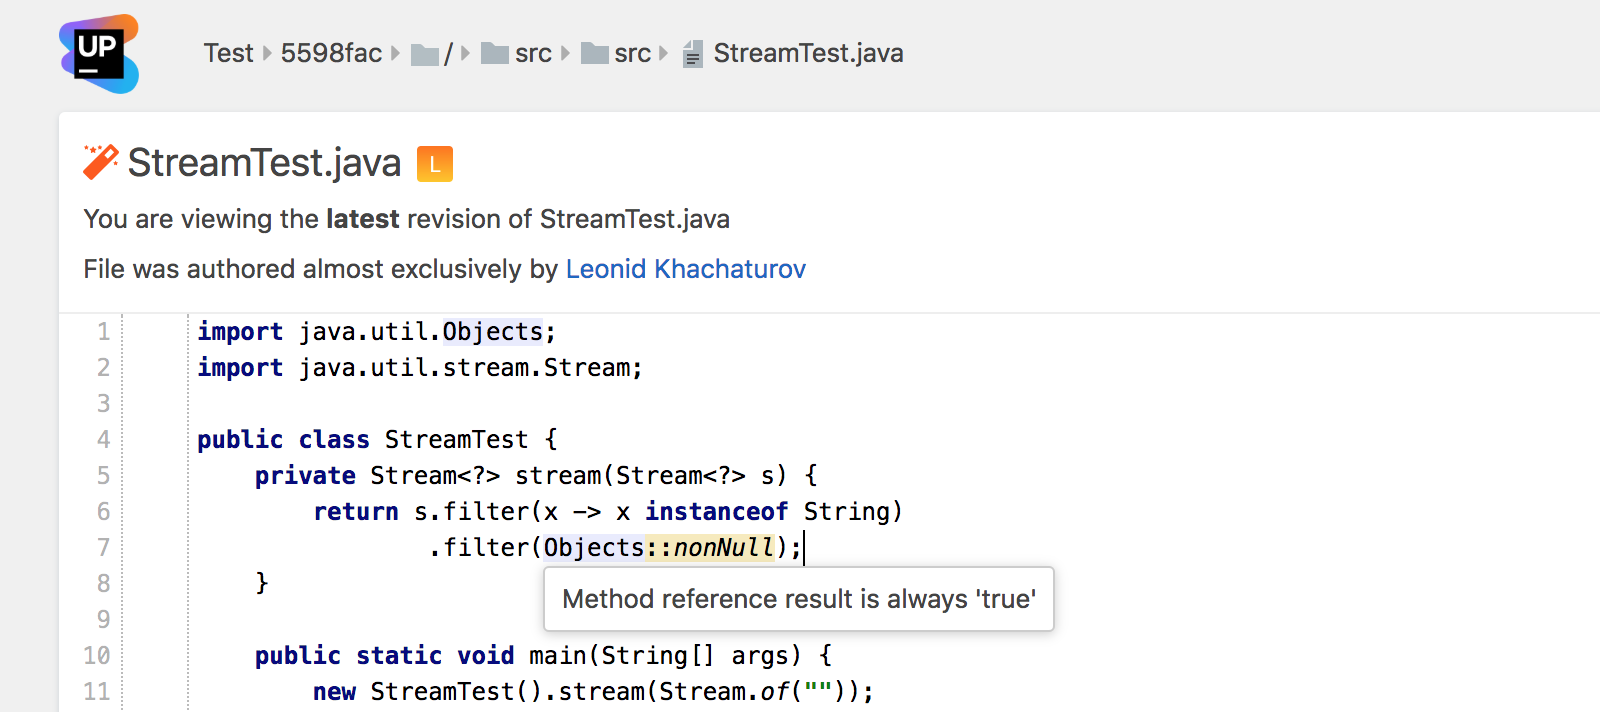 UP
Test 5598fac / src src StreamTest.java
StreamTest.java L
You are viewing the latest revision of StreamTest.java
File was authored almost exclusively by Leonid Khachaturov
1 import java.util.Objects;
2 import java.util.stream.Stream;
3
4 public class StreamTest {
5 private Stream<?> stream(Stream<?> s) {
6 return s.filter(x -> x instanceof String)
7 .filter(Objects::nonNull);
8 }
Method reference result is always 'true'
9
10 public static void main(String[] args) {
11 new StreamTest().stream(Stream.of(""));